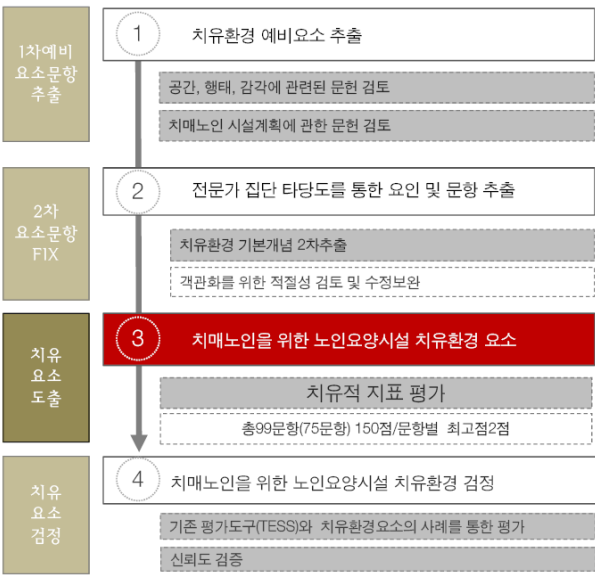 1차예비
요소문항
추출
1
치유환경 예비요소 추출
공간, 행태, 감각에 관련된 문헌 검토
치매노인 시설계획에 관한 문헌 검토
2차
요소문항
FIX
2
전문가 집단 타당도를 통한 요인 및 문항 추출
치유환경 기본개념 2차추출
객관화를 위한 적절성 검토 및 수정보완
치유
요소
도출
3
치매노인을 위한 노인요양시설 치유환경 요소
치유적 지표 평가
총99문항(75문항) 150점/문항별 최고점2점
치유
요소
검정
4
치매노인을 위한 노인요양시설 치유환경 검정
기존 평가도구(TESS)와 치유환경요소의 사례를 통한 평가
신뢰도 검증